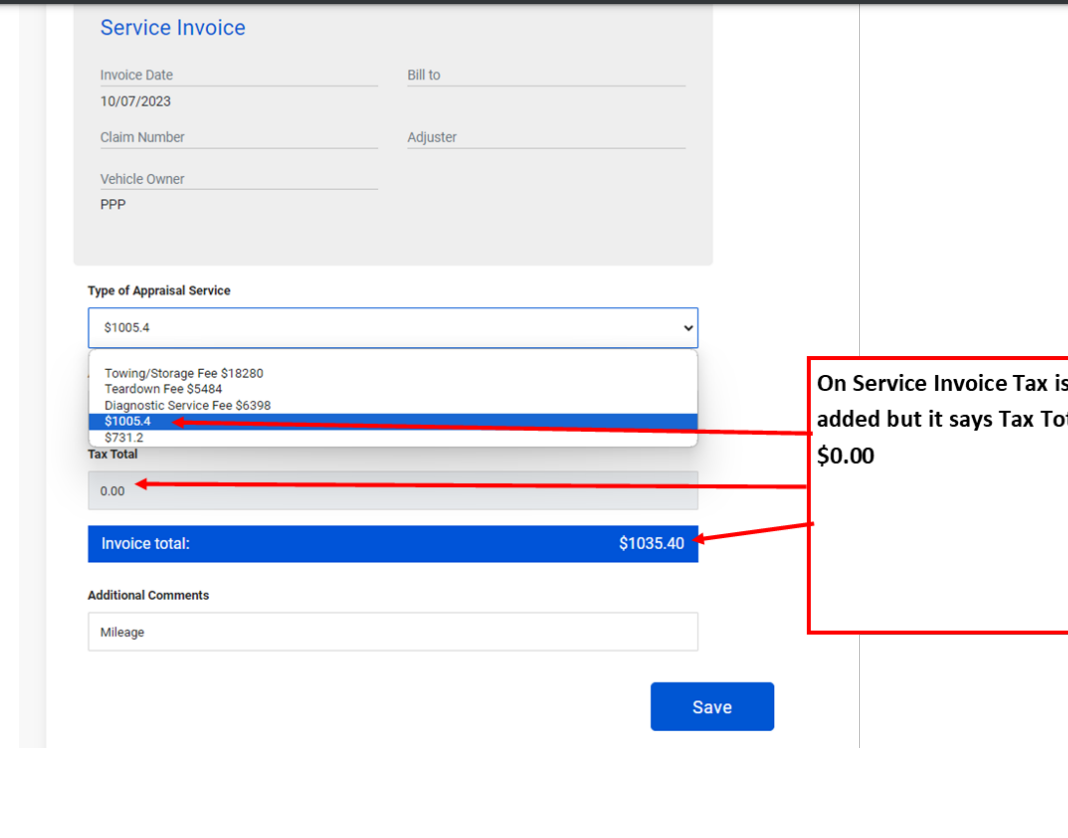 Service Invoice
Invoice Date
Bill to
10/07/2023
Claim Number
Adjuster
Vehicle Owner
PPP
Type of Appraisal Service
$1005.4
Towing/Storage Fee $18280
Teardown Fee $5484
Diagnostic Service Fee $6398
$1005.4
$731.2
Tax Total
0.00
Invoice total:
$1035.40
Additional Comments
Mileage
Save
On Service Invoice Tax is
added but it says Tax
$0.00